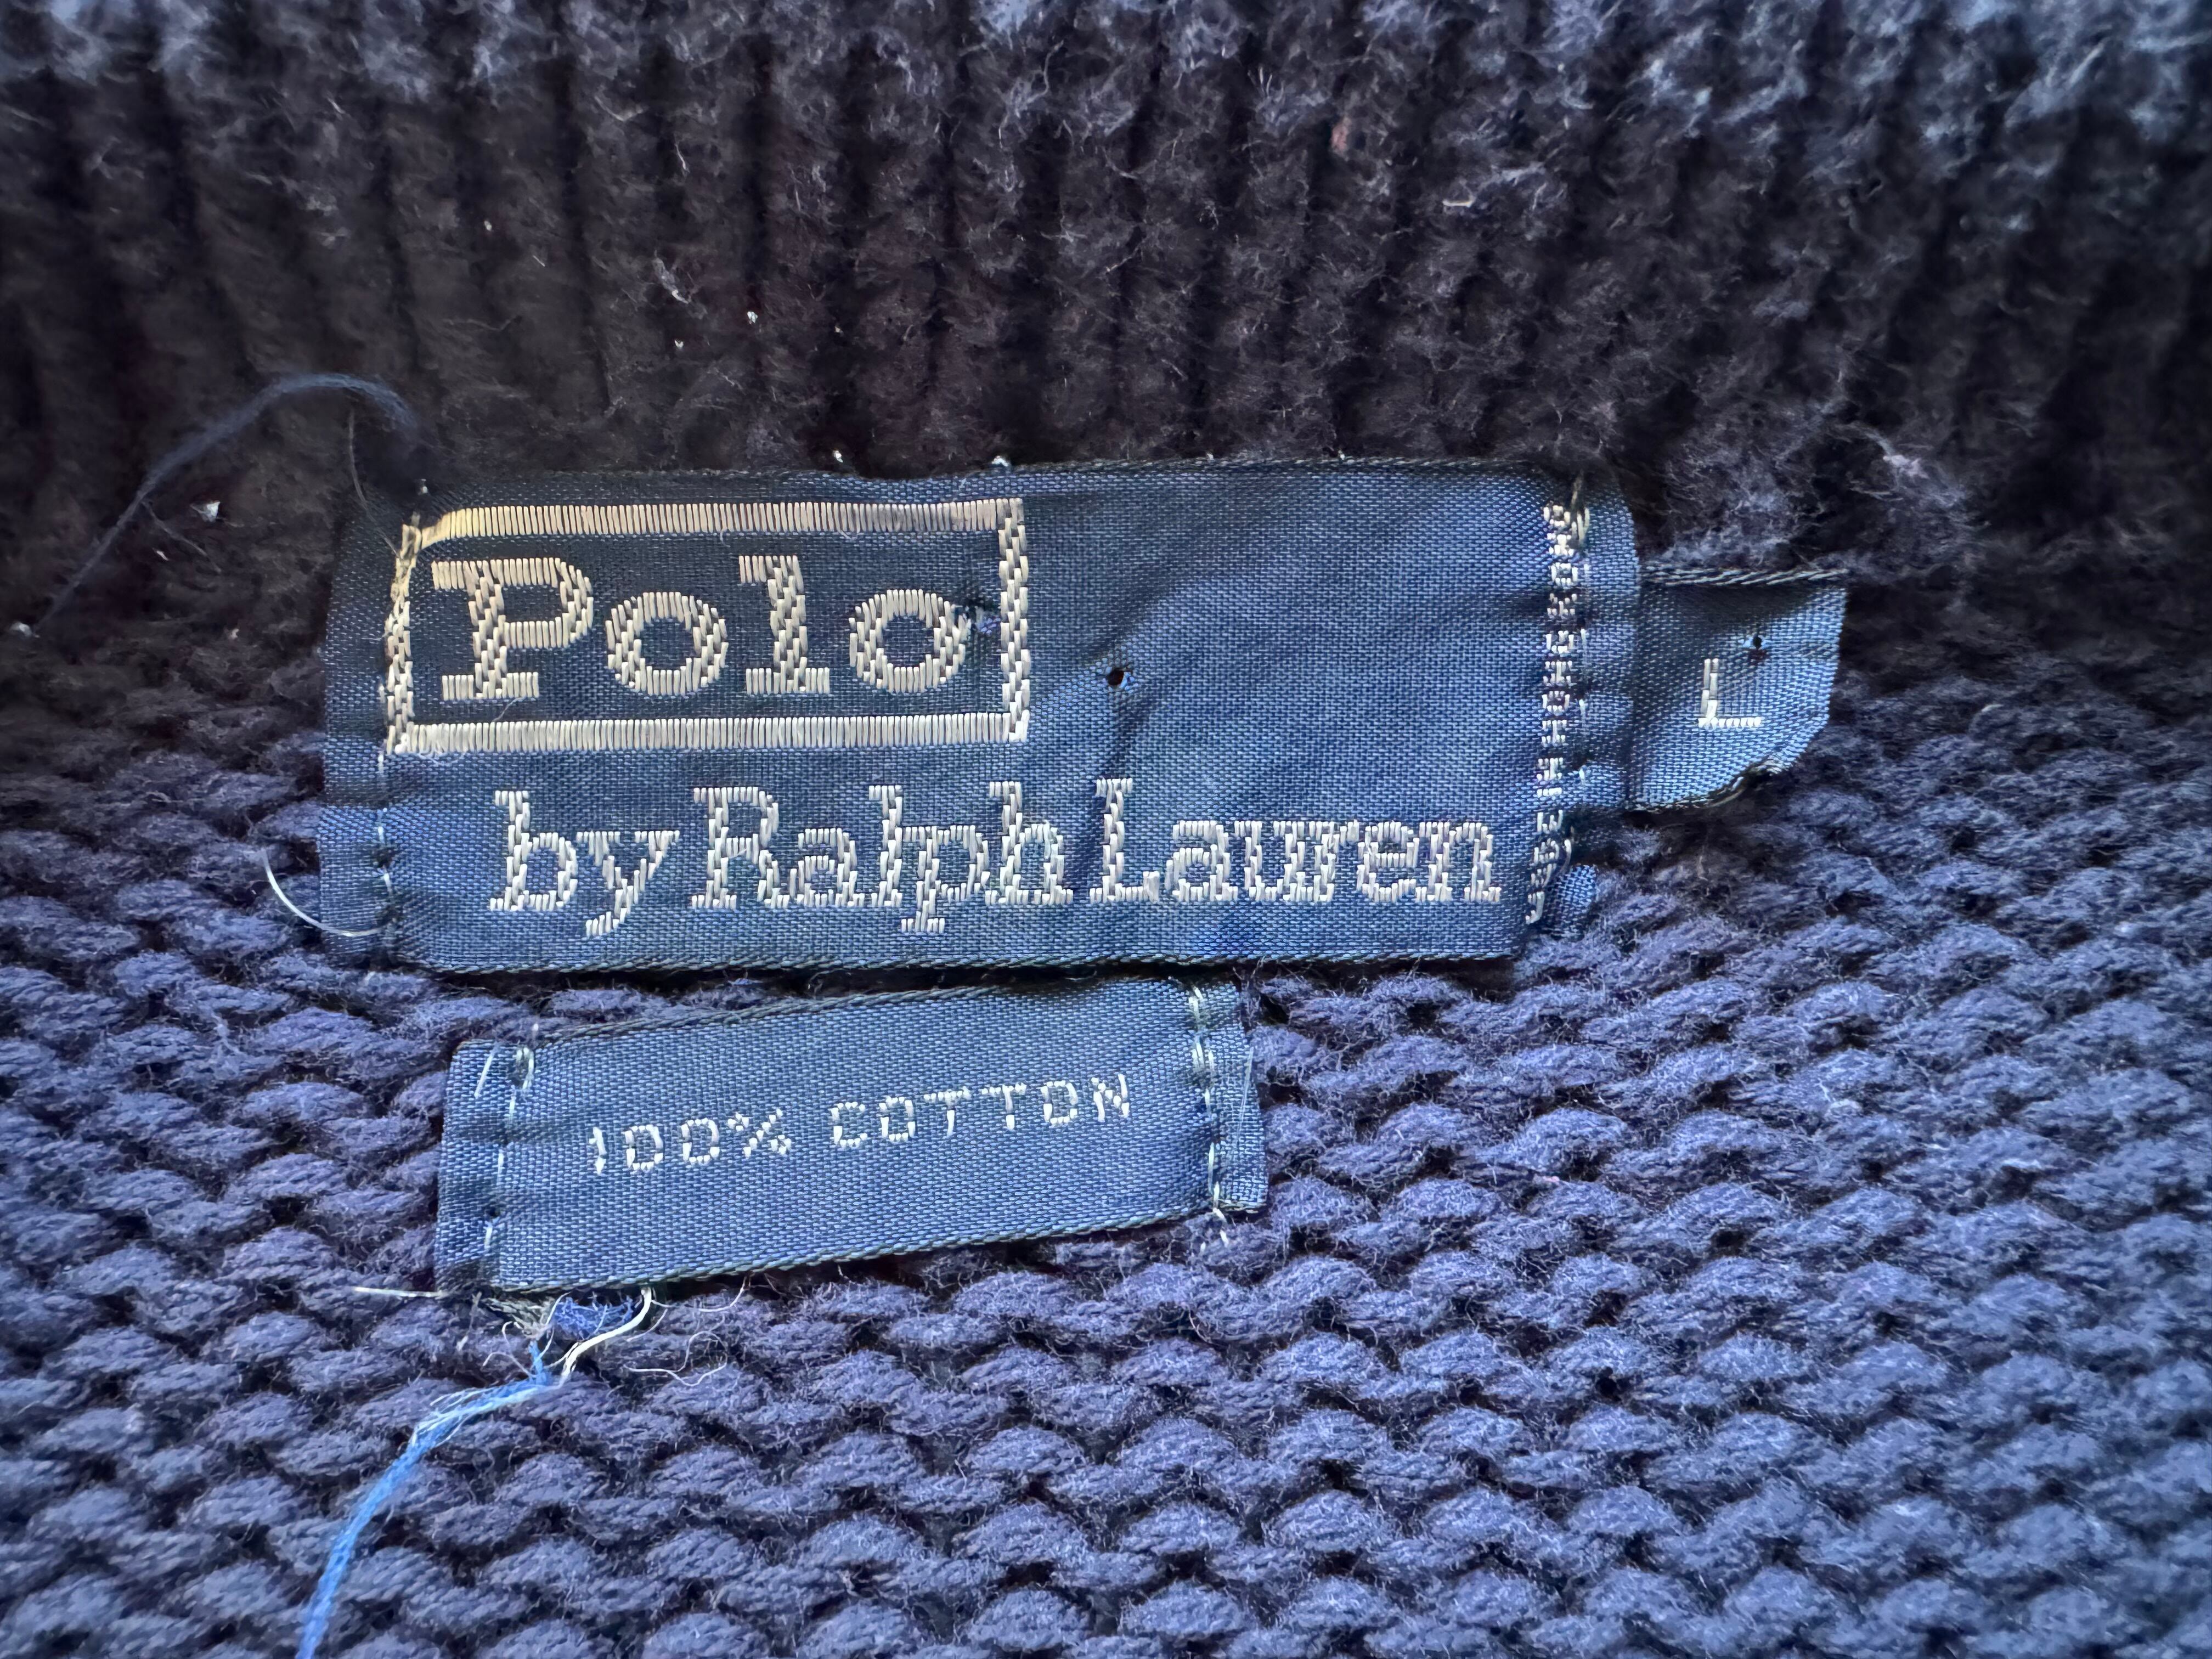 Polo
by Ralph Lauren
L
100% COTTON